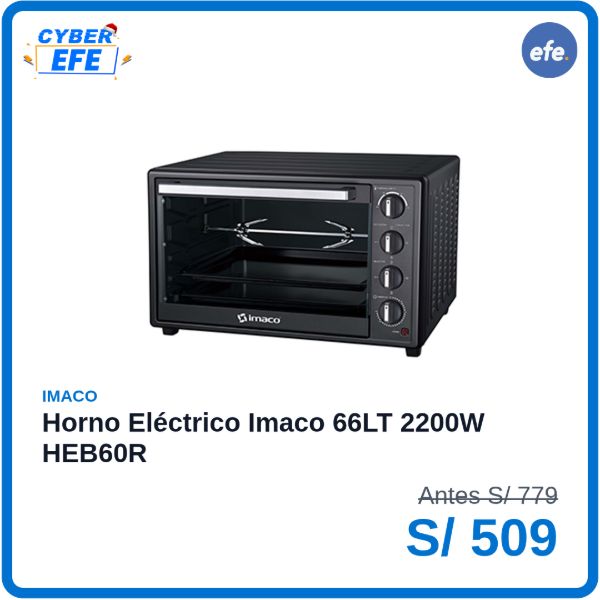 CYBER
EFE
efe.
imaco
IMACO
Horno Eléctrico Imaco 66LT 2200W
HEB60R
Antes S/ 779
S/ 509